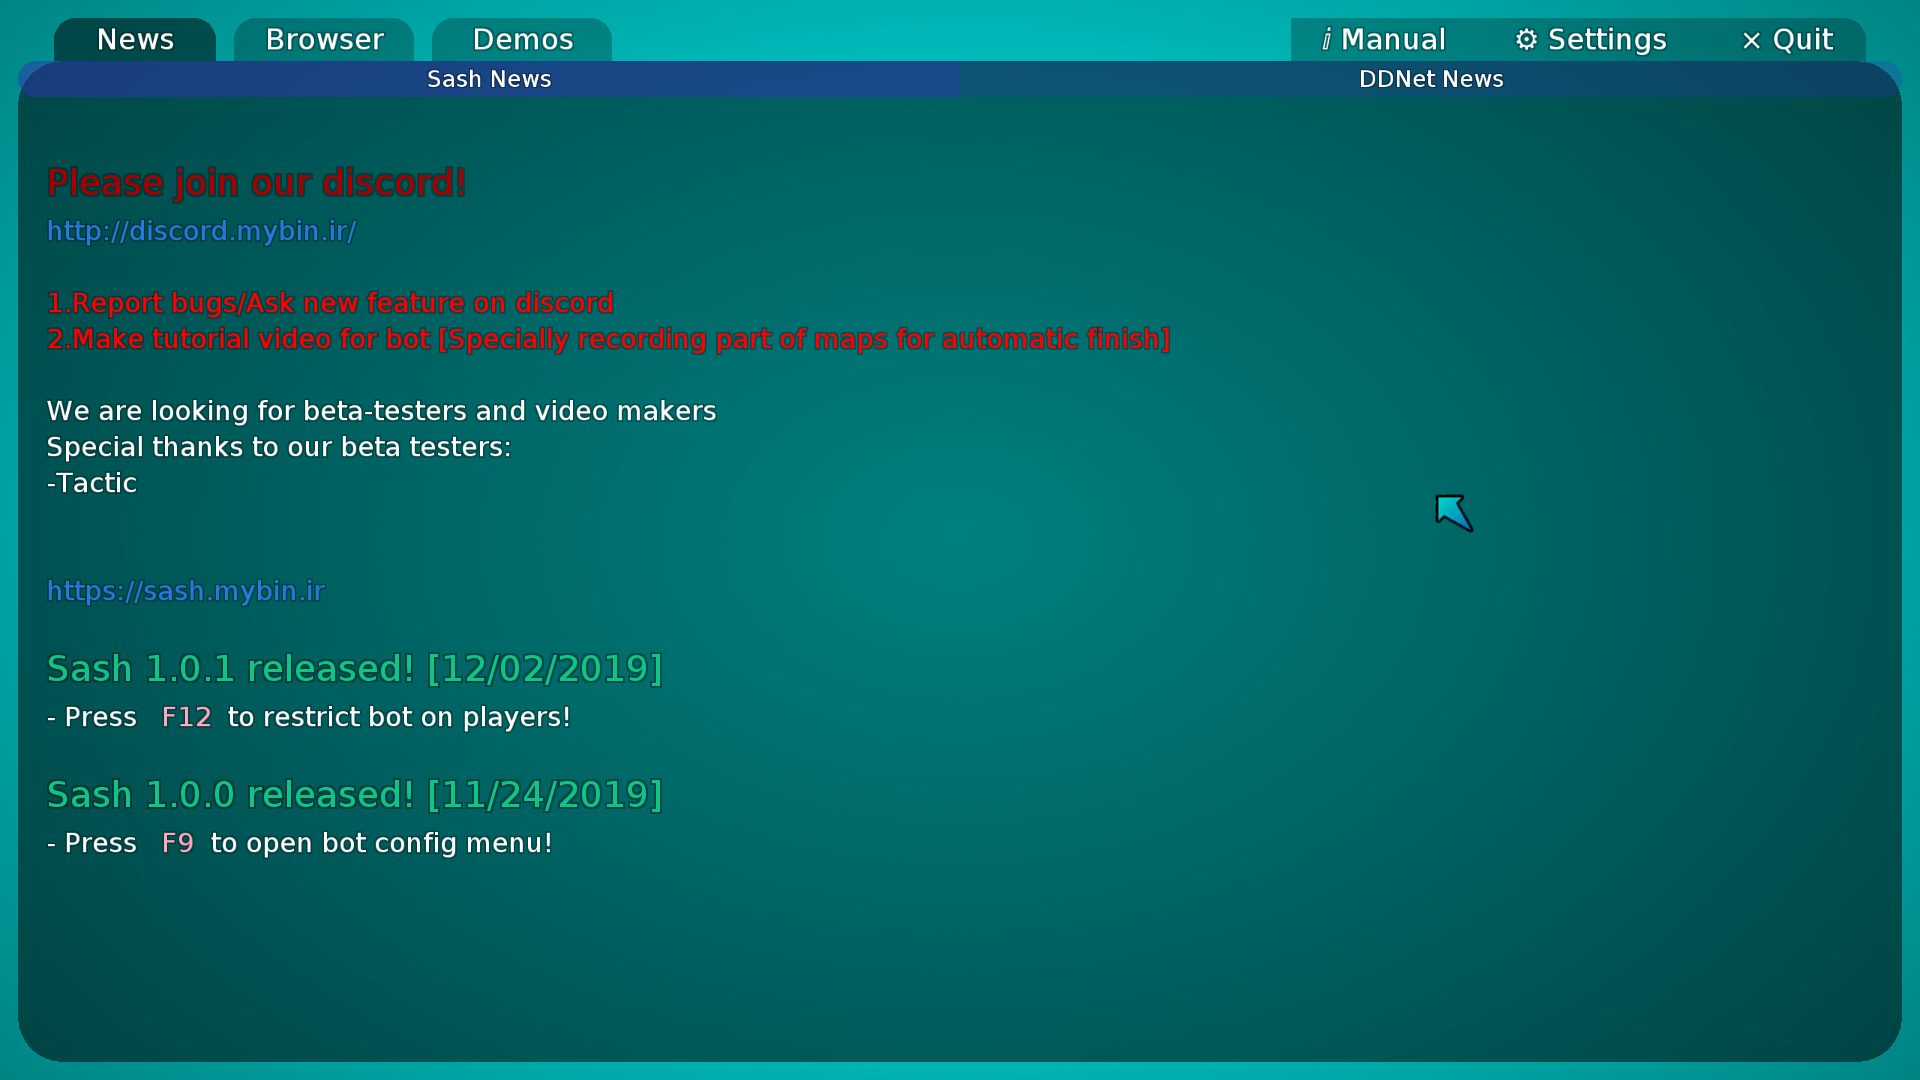 News
Browser
Demos
i Manual
⚙ Settings
× Quit
Sash News
DDNet News
Please join our discord!
http://discord.mybin.ir/
1.Report bugs/Ask new feature on discord
2.Make tutorial video for bot [Specially recording part of maps for automatic finish]
We are looking for beta-testers and video makers
Special thanks to our beta testers:
-Tactic
https://sash.mybin.ir
Sash 1.0.1 released! [12/02/2019]
- Press F12 to restrict bot on players!
Sash 1.0.0 released! [11/24/2019]
- Press F9 to open bot config menu!